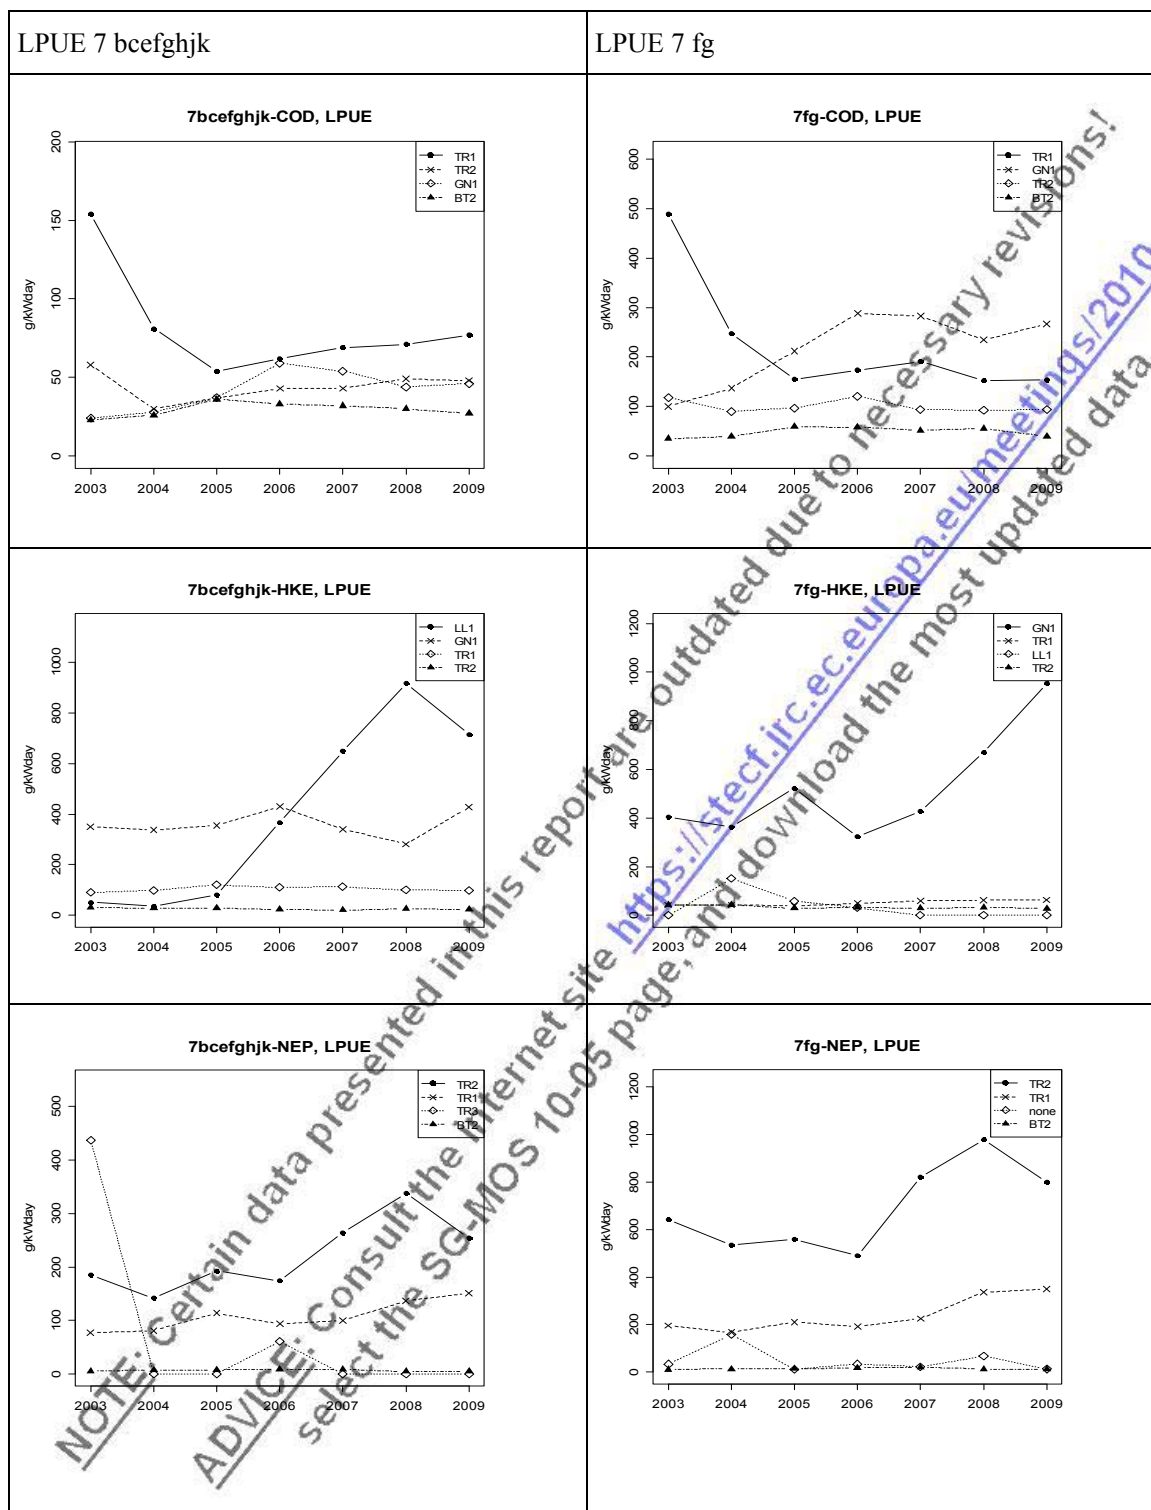 LPUE 7 bcefghjk
LPUE 7 fg
7bcefghjk-COD, LPUE
g/kWday
200
150
100
50
0
2003 2004 2005 2006 2007 2008 2009
TR1
TR2
GN1
BT2
7fg-COD, LPUE
g/kWday
600
500
400
300
200
100
0
2003 2004 2005 2006 2007 2008 2009
TR1
GN1
TR2
BT2
7bcefghjk-HKE, LPUE
g/kWday
1000
800
600
400
200
0
2003 2004 2005 2006 2007 2008 2009
LL1
GN1
TR1
TR2
7fg-HKE, LPUE
g/kWday
1200
1000
800
600
400
200
0
2003 2004 2005 2006 2007 2008 2009
GN1
TR1
LL1
TR2
7bcefghjk-NEP, LPUE
g/kWday
500
400
300
200
100
0
2003 2004 2005 2006 2007 2008 2009
TR2
TR1
TR3
BT2
7fg-NEP, LPUE
g/kWday
1200
1000
800
600
400
200
0
2003 2004 2005 2006 2007 2008 2009
TR2
TR1
none
BT2
NOTE: Certain data presented in this report are outdated due to necessary revisions!
ADVICE: Consult the internet site https://stecf.jrc.ec.europa.eu/meetings/2010
select the SG-MOS 10-05 page, and download the most updated data